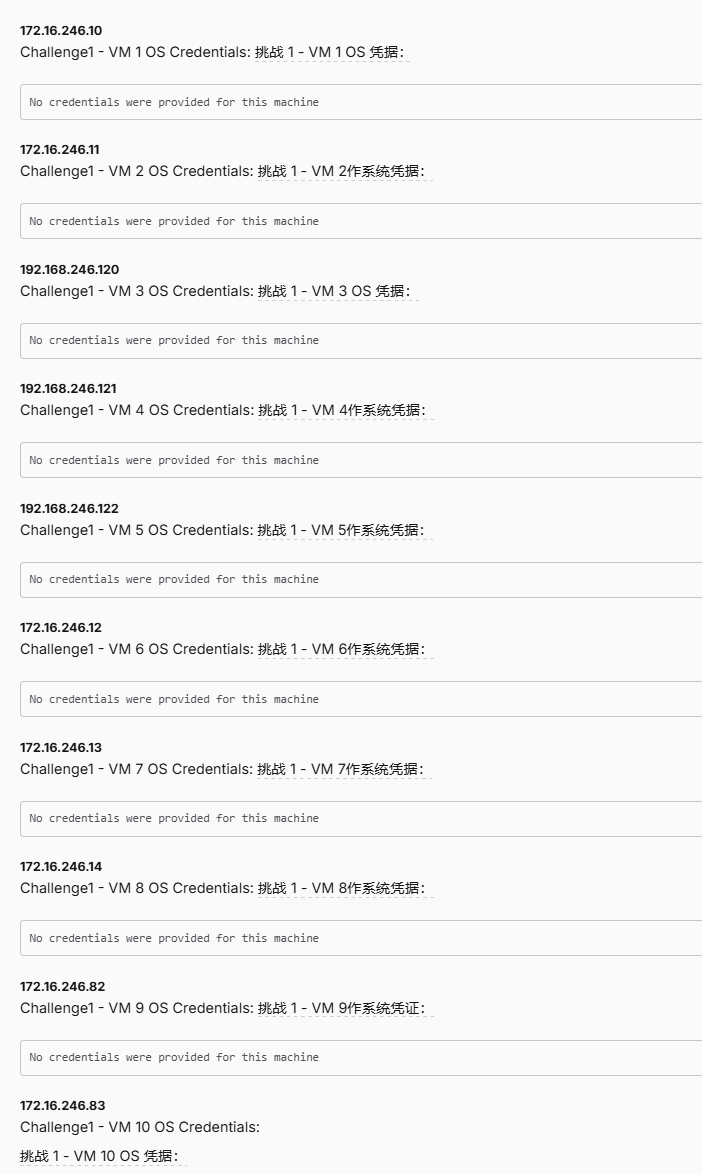 172.16.246.10
Challenge1 - VM 1 OS Credentials: 挑战 1 - VM 1 OS 凭据：
No credentials were provided for this machine
172.16.246.11
Challenge1 - VM 2 OS Credentials: 挑战 1 - VM 2作系统凭据：
No credentials were provided for this machine
192.168.246.120
Challenge1 - VM 3 OS Credentials: 挑战 1 - VM 3 OS 凭据：
No credentials were provided for this machine
192.168.246.121
Challenge1 - VM 4 OS Credentials: 挑战 1 - VM 4作系统凭据：
No credentials were provided for this machine
192.168.246.122
Challenge1 - VM 5 OS Credentials: 挑战 1 - VM 5作系统凭据：
No credentials were provided for this machine
172.16.246.12
Challenge1 - VM 6 OS Credentials: 挑战 1 - VM 6作系统凭据：
No credentials were provided for this machine
172.16.246.13
Challenge1 - VM 7 OS Credentials: 挑战 1 - VM 7作系统凭据：
No credentials were provided for this machine
172.16.246.14
Challenge1 - VM 8 OS Credentials: 挑战 1 - VM 8作系统凭据：
No credentials were provided for this machine
172.16.246.82
Challenge1 - VM 9 OS Credentials: 挑战 1 - VM 9作系统凭证：
No credentials were provided for this machine
172.16.246.83
Challenge1 - VM 10 OS Credentials:
挑战 1 - VM 10 OS 凭据：